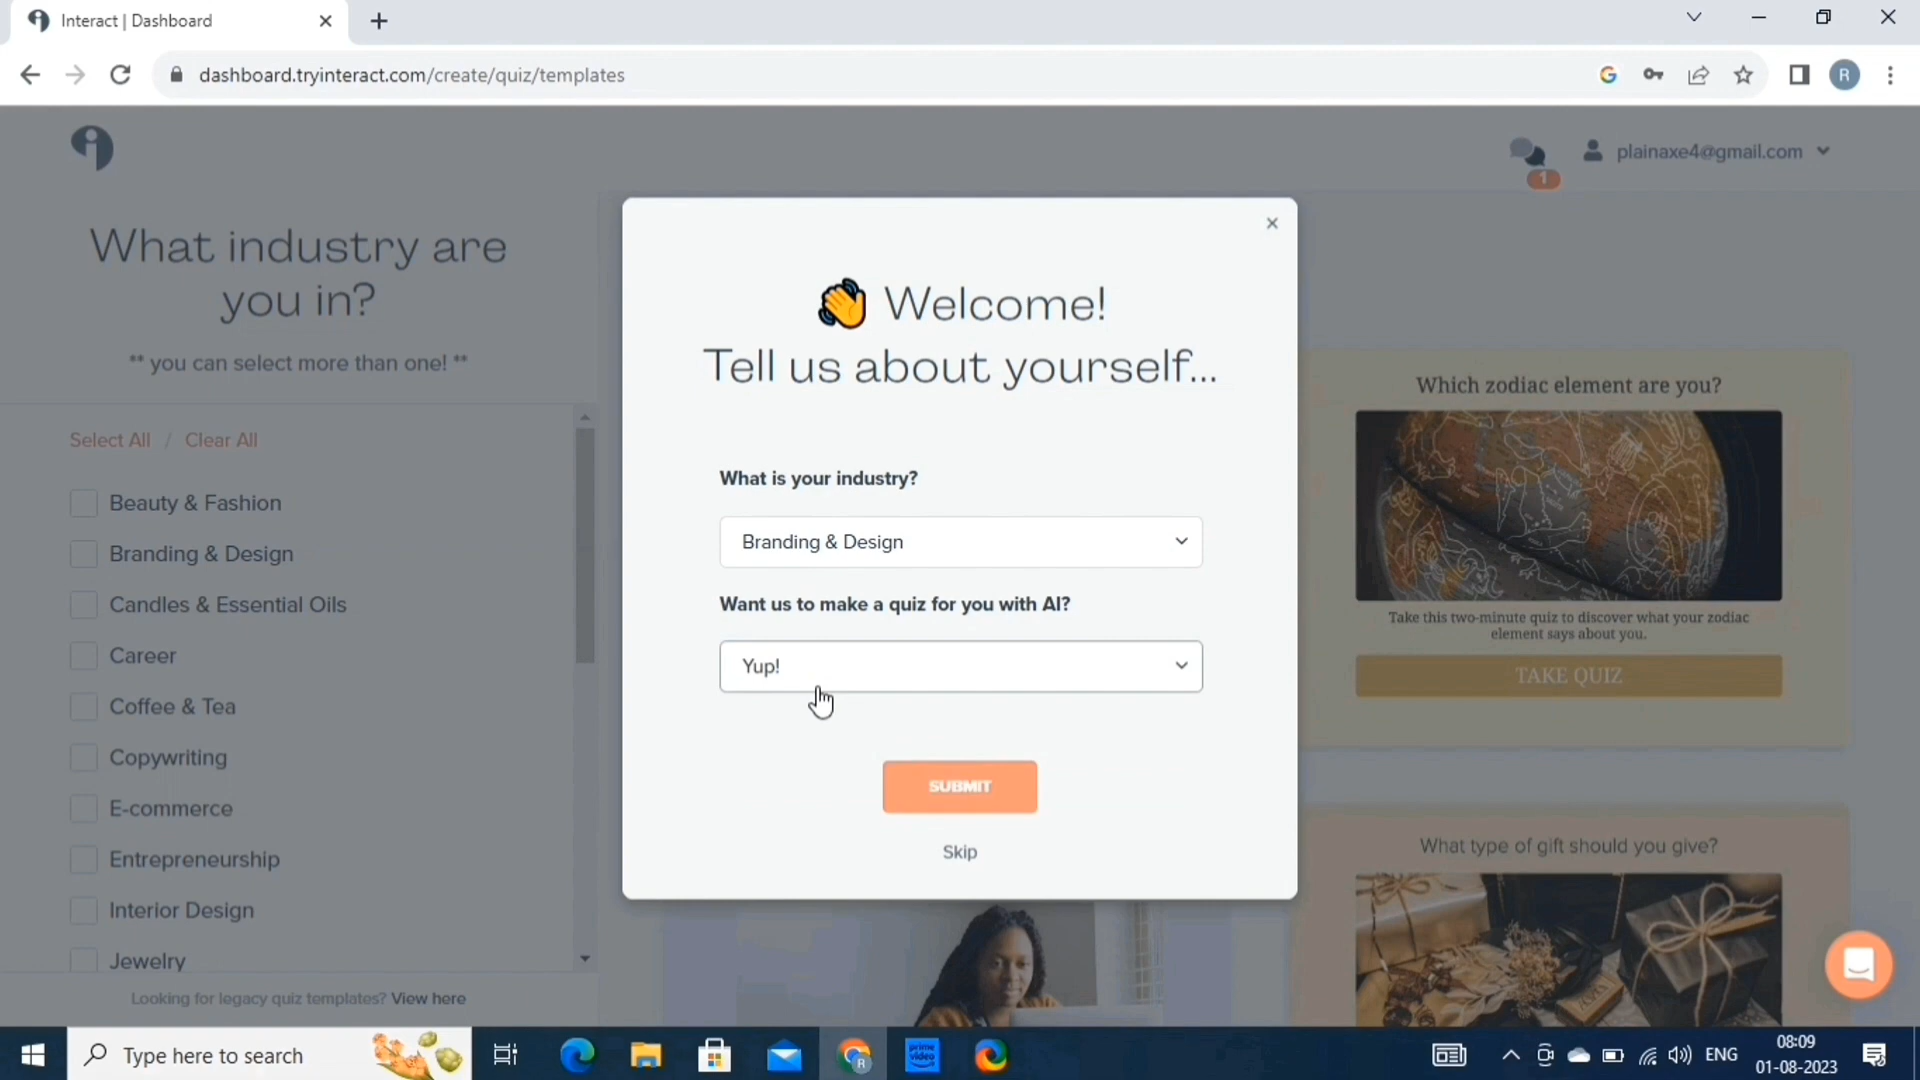 Interact | Dashboard
dashboard.tryinteract.com/create/quiz/templates
R
1
plainaxe4@gmail.com
What industry are
you in?
** you can select more than one! **
Select All / Clear All
Beauty & Fashion
Branding & Design
Candles & Essential Oils
Career
Coffee & Tea
Copywriting
E-commerce
Entrepreneurship
Interior Design
Jewelry
Looking for legacy quiz templates? View here
👋 Welcome!
Tell us about yourself...
What is your industry?
Branding & Design
Want us to make a quiz for you with AI?
Yup!
SUBMIT
Skip
Which zodiac element are you?
Take this two-minute quiz to discover what your zodiac
element says about you.
TAKE QUIZ
What type of gift should you give?
Type here to search
R
prime video
ENG
08:09
01-08-2023